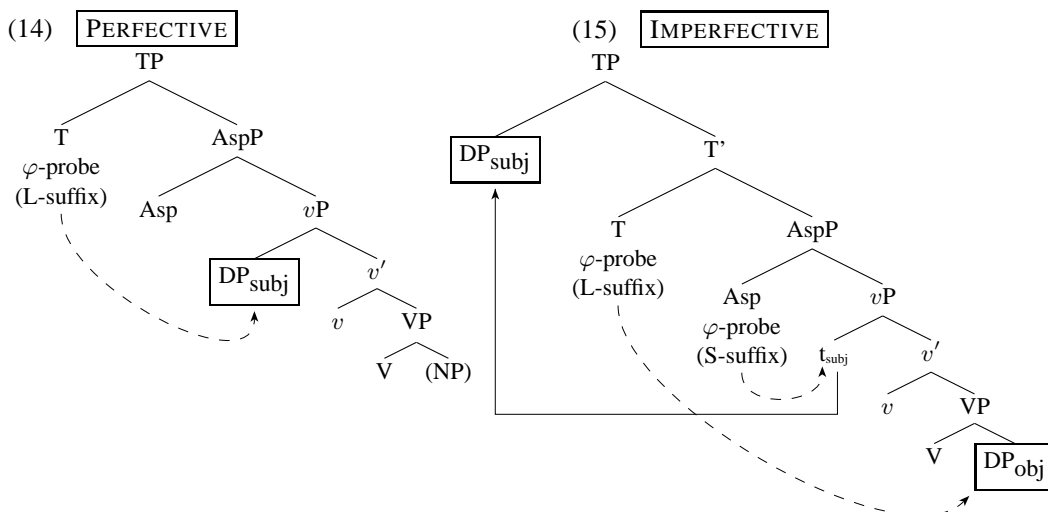 (14) PERFECTIVE (15) IMPERFECTIVE
TP TP
T AspP DPsubj T’
φ-probe
(L-suffix)
Asp vP T AspP
φ-probe
(L-suffix)
DPsubj v′ Asp vP
φ-probe
(S-suffix)
v VP tsubj v′
V (NP) v VP
V DPobj